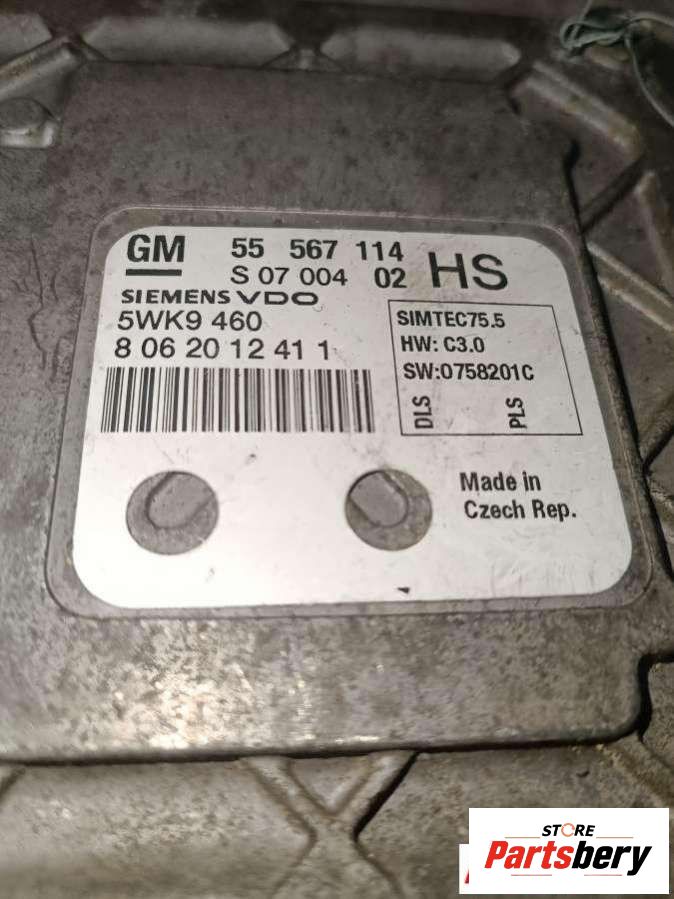 GM 55 567 114 HS
S 07 004 02
SIEMENS VDO
5WK9 460
8 06 20 12 41 1
SIMTEC75.5
HW: C3.0
SW:0758201C
DLS PLS
Made in
Czech Rep.
STORE
Partsbery